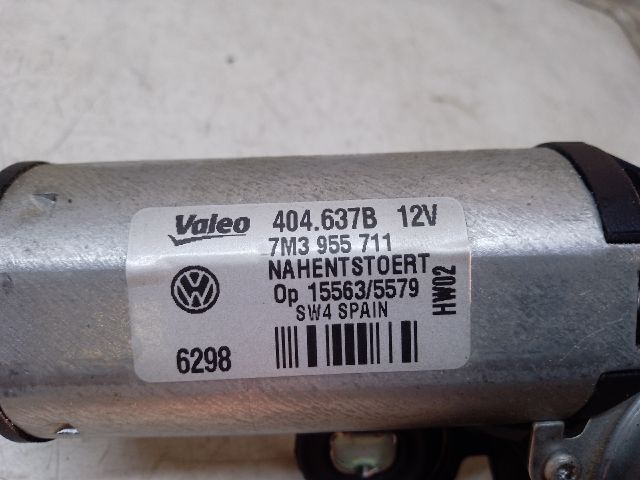 Valeo 404.637B 12V
7M3 955 711
NAHENTSTOERT
Op 15563/5579
SW4 SPAIN
HW02
6298